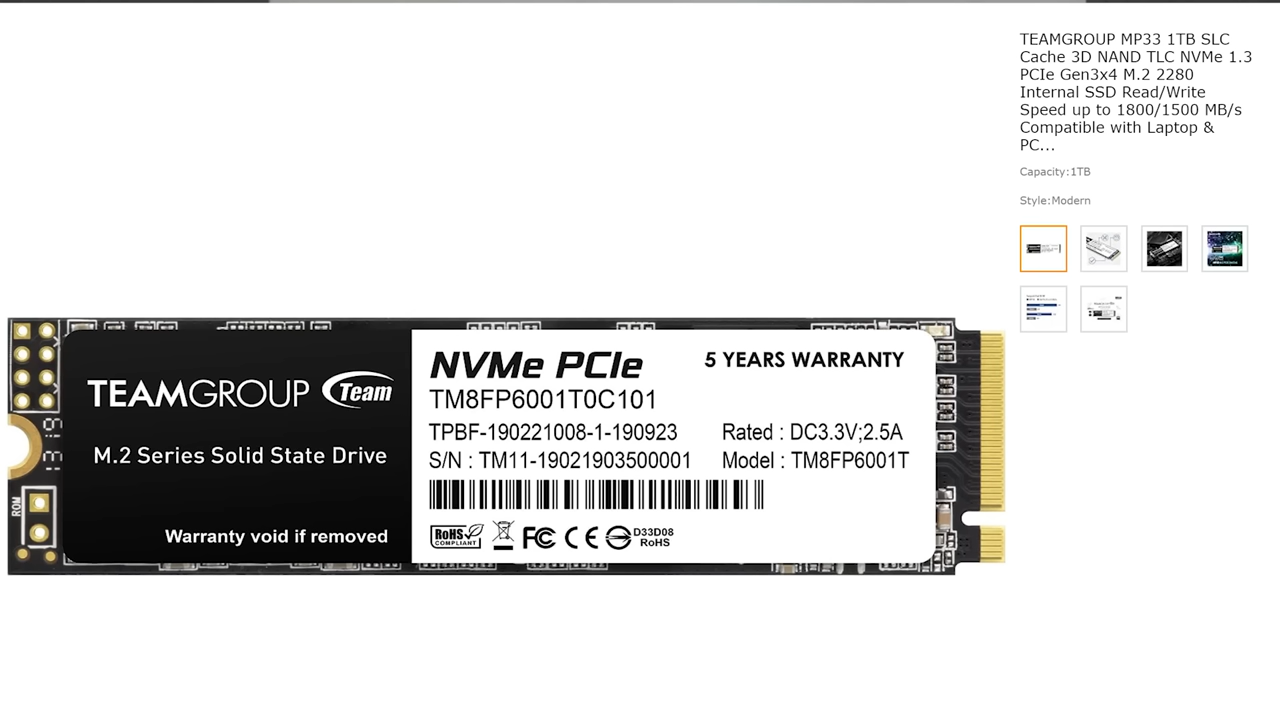 TEAMGROUP MP33 1TB SLC
Cache 3D NAND TLC NVMe 1.3
PCIe Gen3x4 M.2 2280
Internal SSD Read/Write
Speed up to 1800/1500 MB/s
Compatible with Laptop &
PC...
Capacity:1TB
Style:Modern
TEAMGROUP Team
M.2 Series Solid State Drive
Warranty void if removed
NVMe PCIe
5 YEARS WARRANTY
TM8FP6001T0C101
TPBF-190221008-1-190923
Rated : DC3.3V;2.5A
S/N : TM11-19021903500001
Model : TM8FP6001T
RoHS
COMPLIANT
FC CE
D33D08
RoHS
ROM